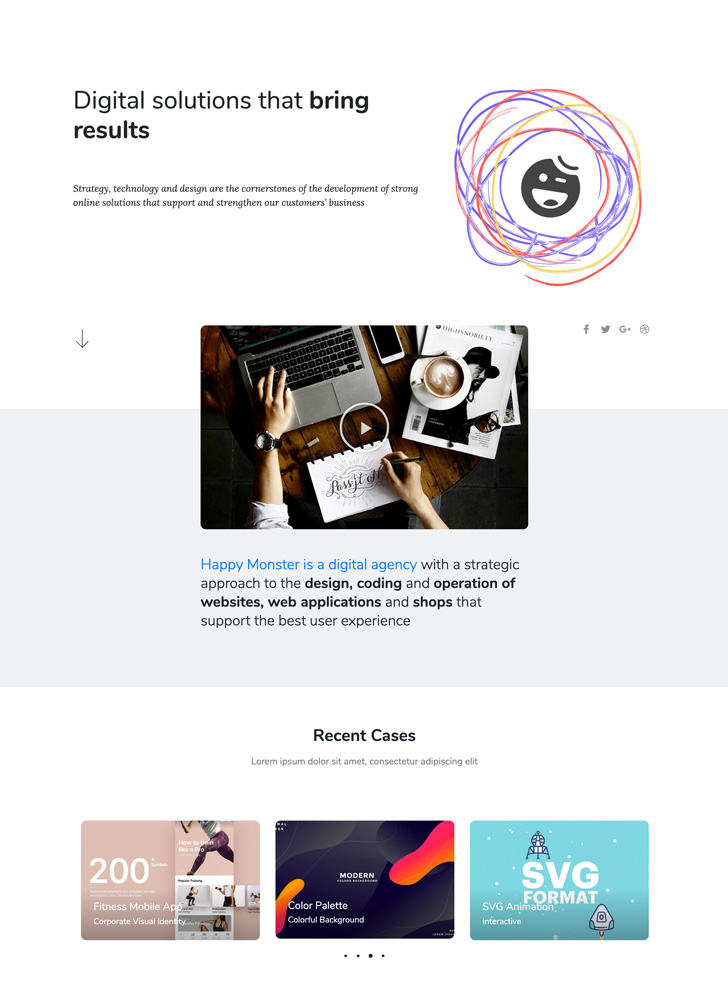 Digital solutions that bring
results
Strategy, technology and design are the cornerstones of the development of strong
online solutions that support and strengthen our customers' business
HIGHSNOBIETY
Happy Monster is a digital agency with a strategic
approach to the design, coding and operation of
websites, web applications and shops that
support the best user experience
Recent Cases
Lorem ipsum dolor sit amet, consectetur adipiscing elit
200+
Symbols
How to train
like a Pro
Popular Training
Fitness Mobile App
Corporate Visual Identity
MODERN
COLORS BACKGROUND
Color Palette
Colorful Background
SVG
FORMAT
SVG Animation
Interactive